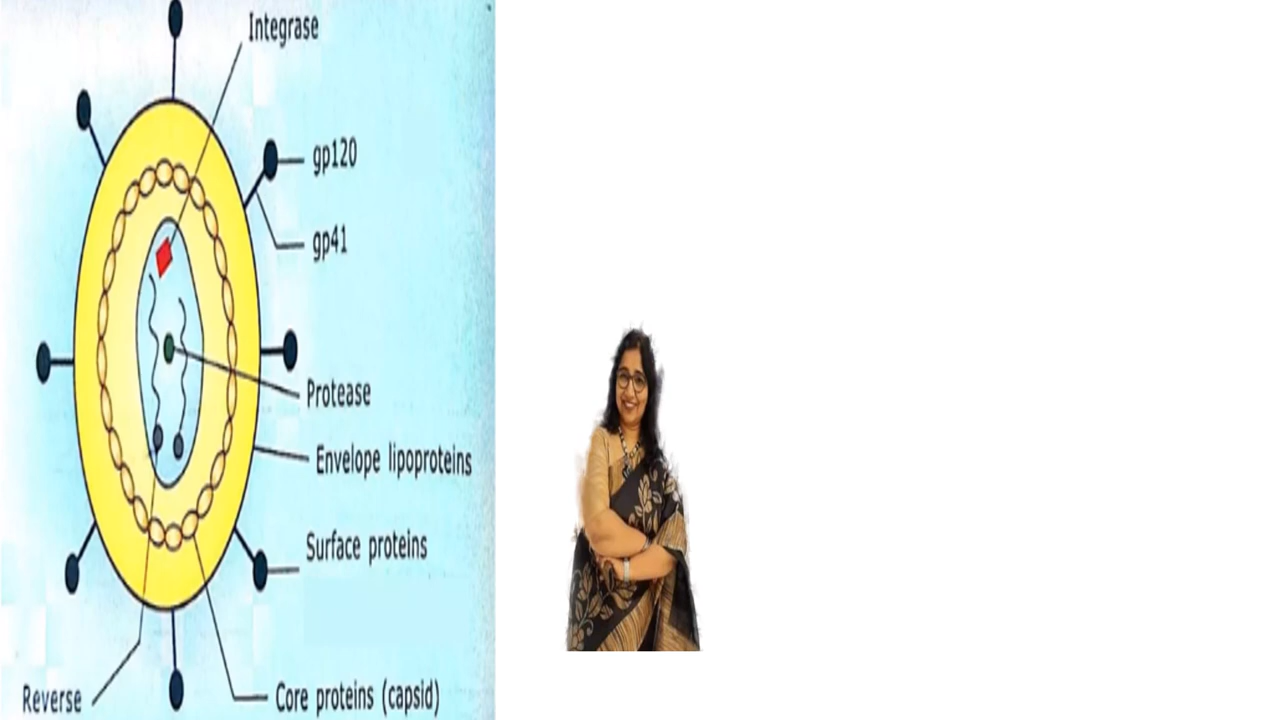 Integrase
gp120
gp41
Protease
Envelope lipoproteins
Surface proteins
Reverse
Core proteins (capsid)